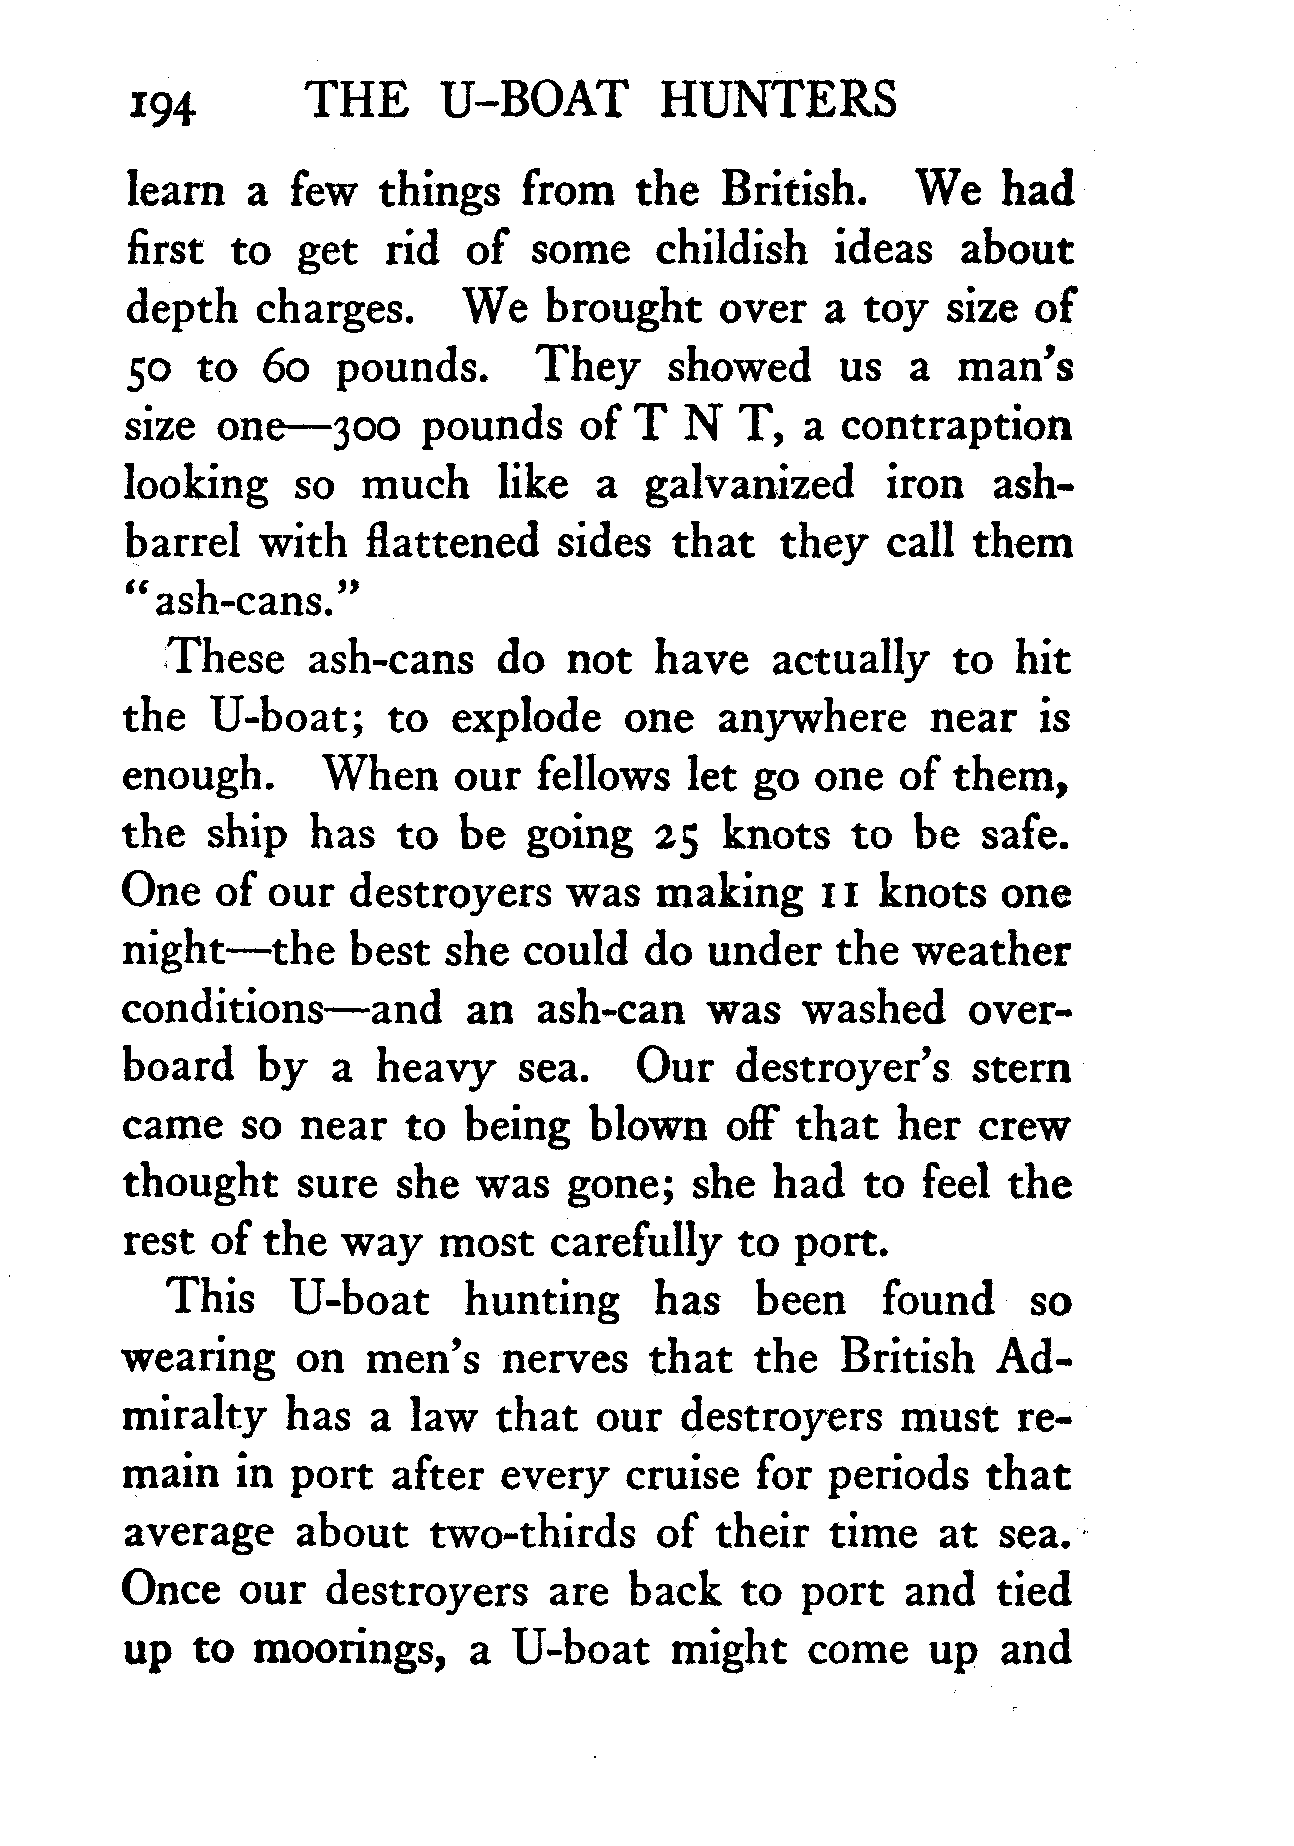 194 THE U-BOAT HUNTERS
learn a few things from the British. We had
first to get rid of some childish ideas about
depth charges. We brought over a toy size of
50 to 60 pounds. They showed us a man's
size one—300 pounds of T N T, a contraption
looking so much like a galvanized iron ash-
barrel with flattened sides that they call them
"ash-cans."
These ash-cans do not have actually to hit
the U-boat; to explode one anywhere near is
enough. When our fellows let go one of them,
the ship has to be going 25 knots to be safe.
One of our destroyers was making 11 knots one
night—the best she could do under the weather
conditions—and an ash-can was washed over-
board by a heavy sea. Our destroyer's stern
came so near to being blown off that her crew
thought sure she was gone; she had to feel the
rest of the way most carefully to port.
This U-boat hunting has been found so
wearing on men's nerves that the British Ad-
miralty has a law that our destroyers must re-
main in port after every cruise for periods that
average about two-thirds of their time at sea.
Once our destroyers are back to port and tied
up to moorings, a U-boat might come up and